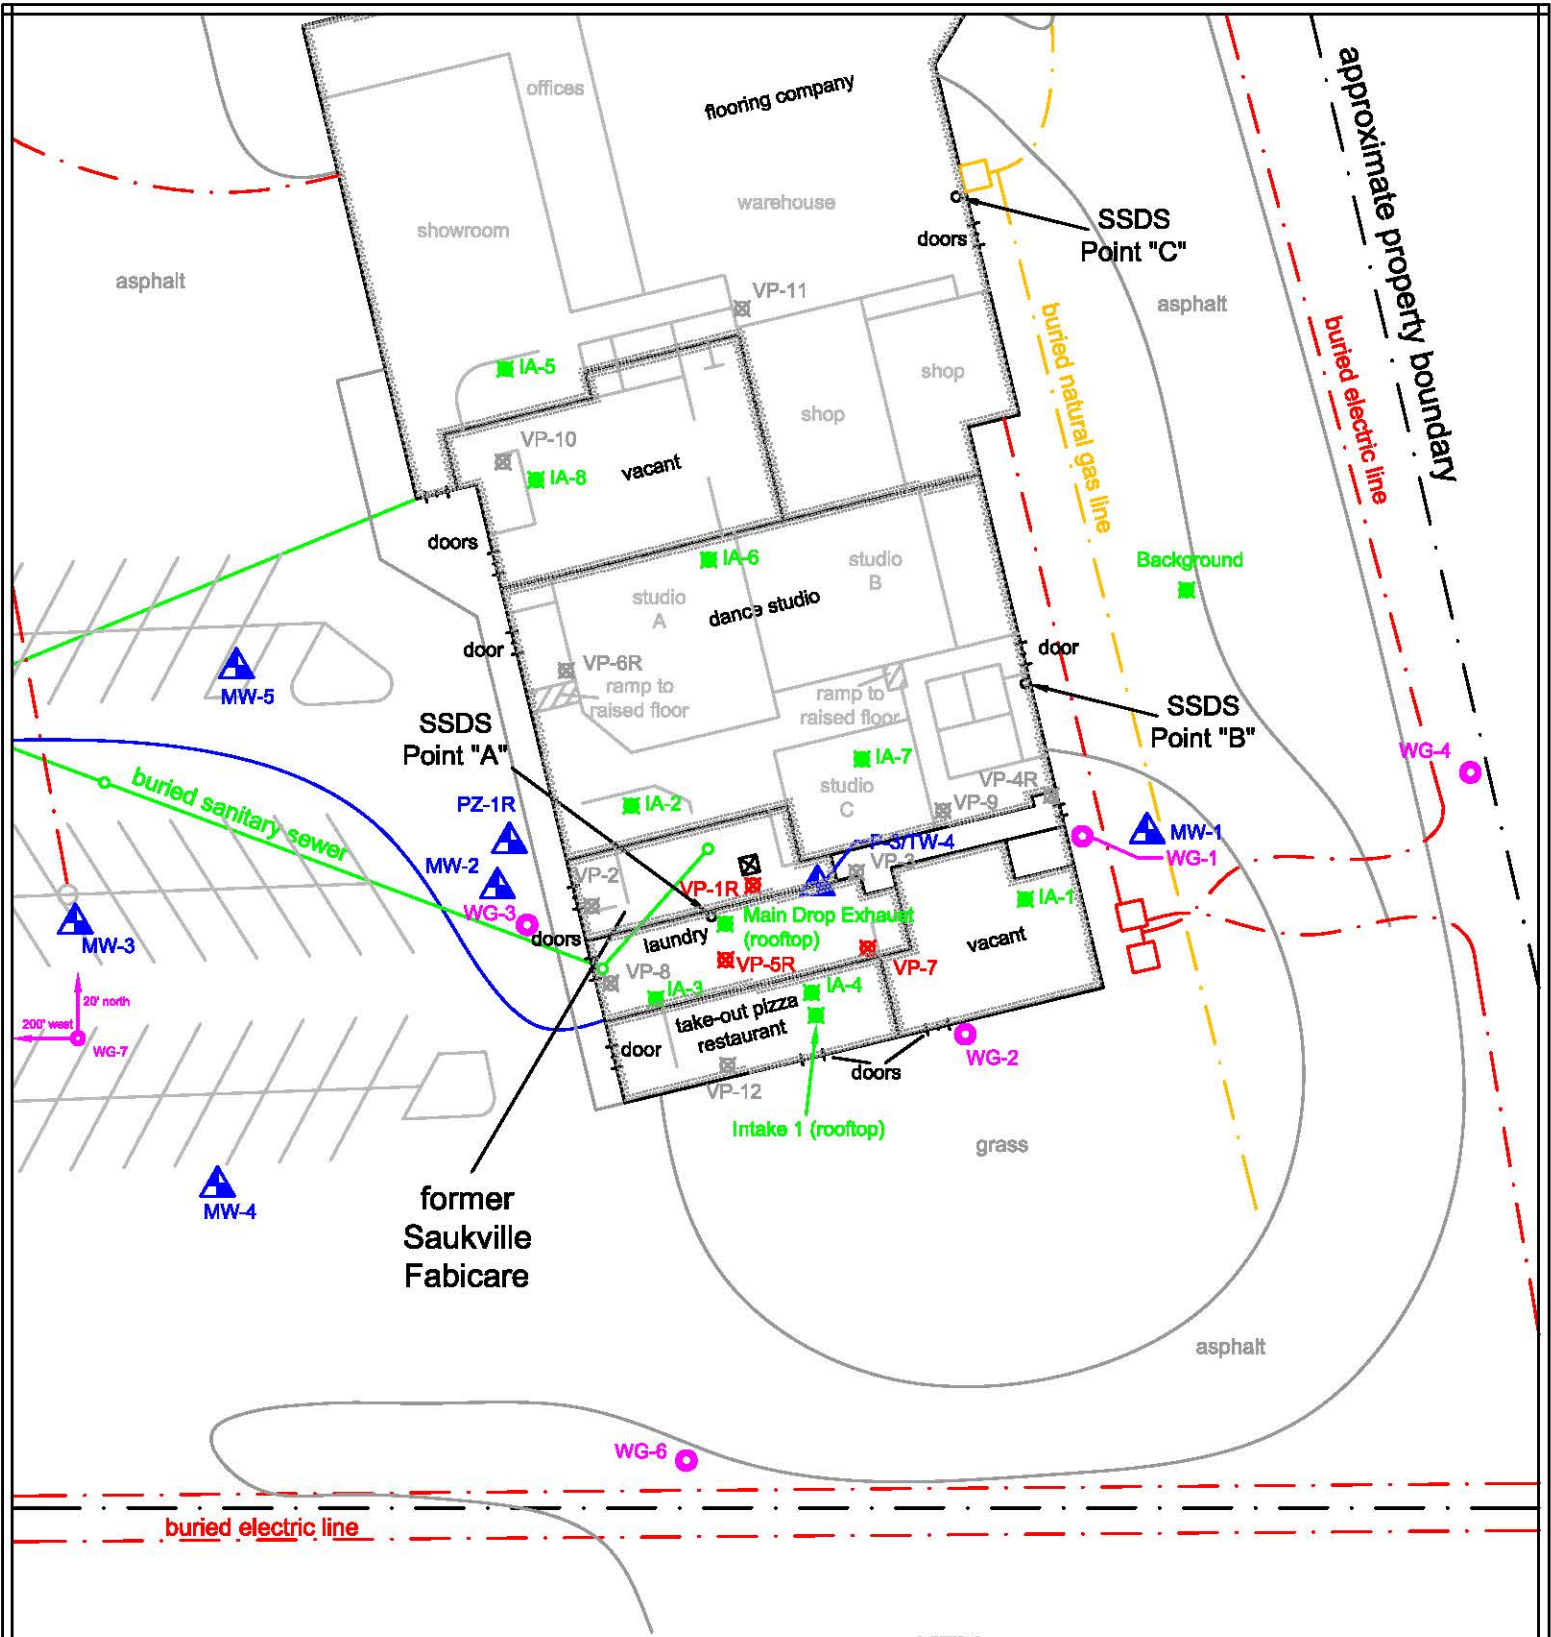 offices
flooring company
approximate property boundary
warehouse
showroom
SSDS
Point "C"
doors
asphalt
VP-11
asphalt
buried natural gas line
buried electric line
IA-5
shop
shop
VP-10
vacant
IA-8
doors
IA-6
studio
B
Background
studio
A
dance studio
door
door
VP-6R
ramp to
raised floor
ramp to
raised floor
MW-5
SSDS
Point "A"
SSDS
Point "B"
WG-4
IA-7
buried sanitary sewer
studio
C
VP-4R
PZ-1R
IA-2
VP-9
MW-1
P-3/TW-4
WG-1
MW-2
VP-2
VP-1R
IA-1
WG-3
Main Drop Exhaust
(rooftop)
doors
laundry
vacant
MW-3
VP-5R
VP-7
VP-8
IA-3
IA-4
20' north
200' west
WG-7
take-out pizza
restaurant
door
WG-2
doors
VP-12
Intake 1 (rooftop)
grass
former
Saukville
Fabicare
MW-4
asphalt
WG-6
buried electric line